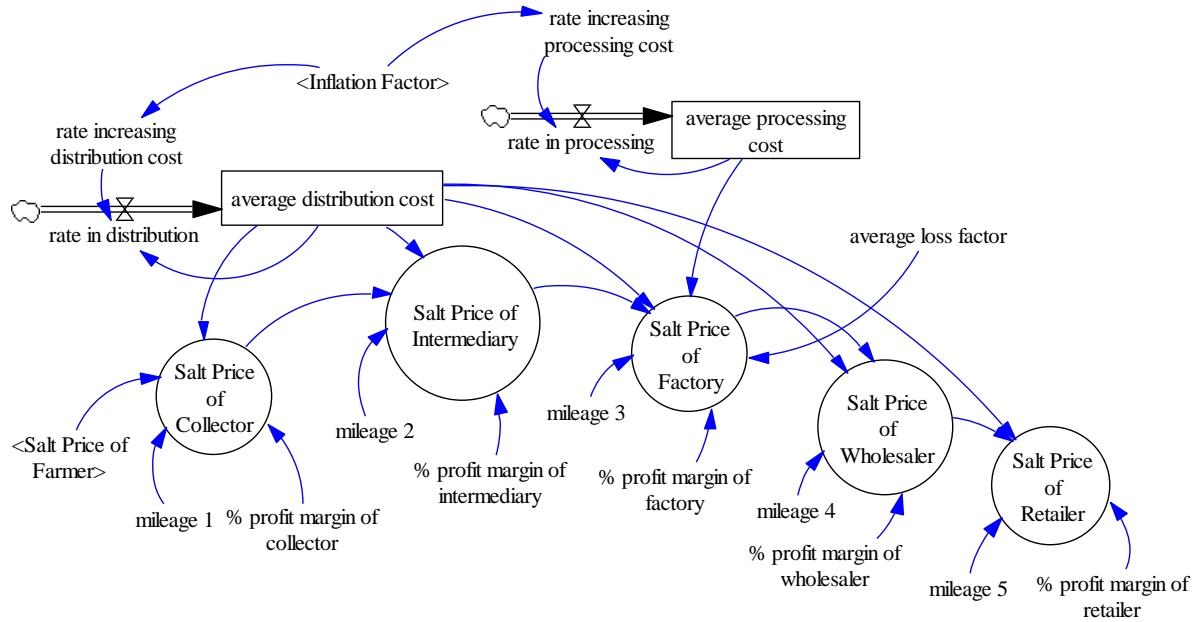 rate increasing
processing cost
<Inflation Factor>
rate increasing
distribution cost
rate in processing
average processing
cost
average distribution cost
rate in distribution
average loss factor
Salt Price of
Intermediary
Salt Price
of
Factory
Salt Price
of
Collector
Salt Price
of
Wholesaler
Salt Price
of
Retailer
<Salt Price of
Farmer>
mileage 1
% profit margin of
collector
mileage 2
% profit margin of
intermediary
mileage 3
% profit margin of
factory
mileage 4
% profit margin of
wholesaler
mileage 5
% profit margin of
retailer